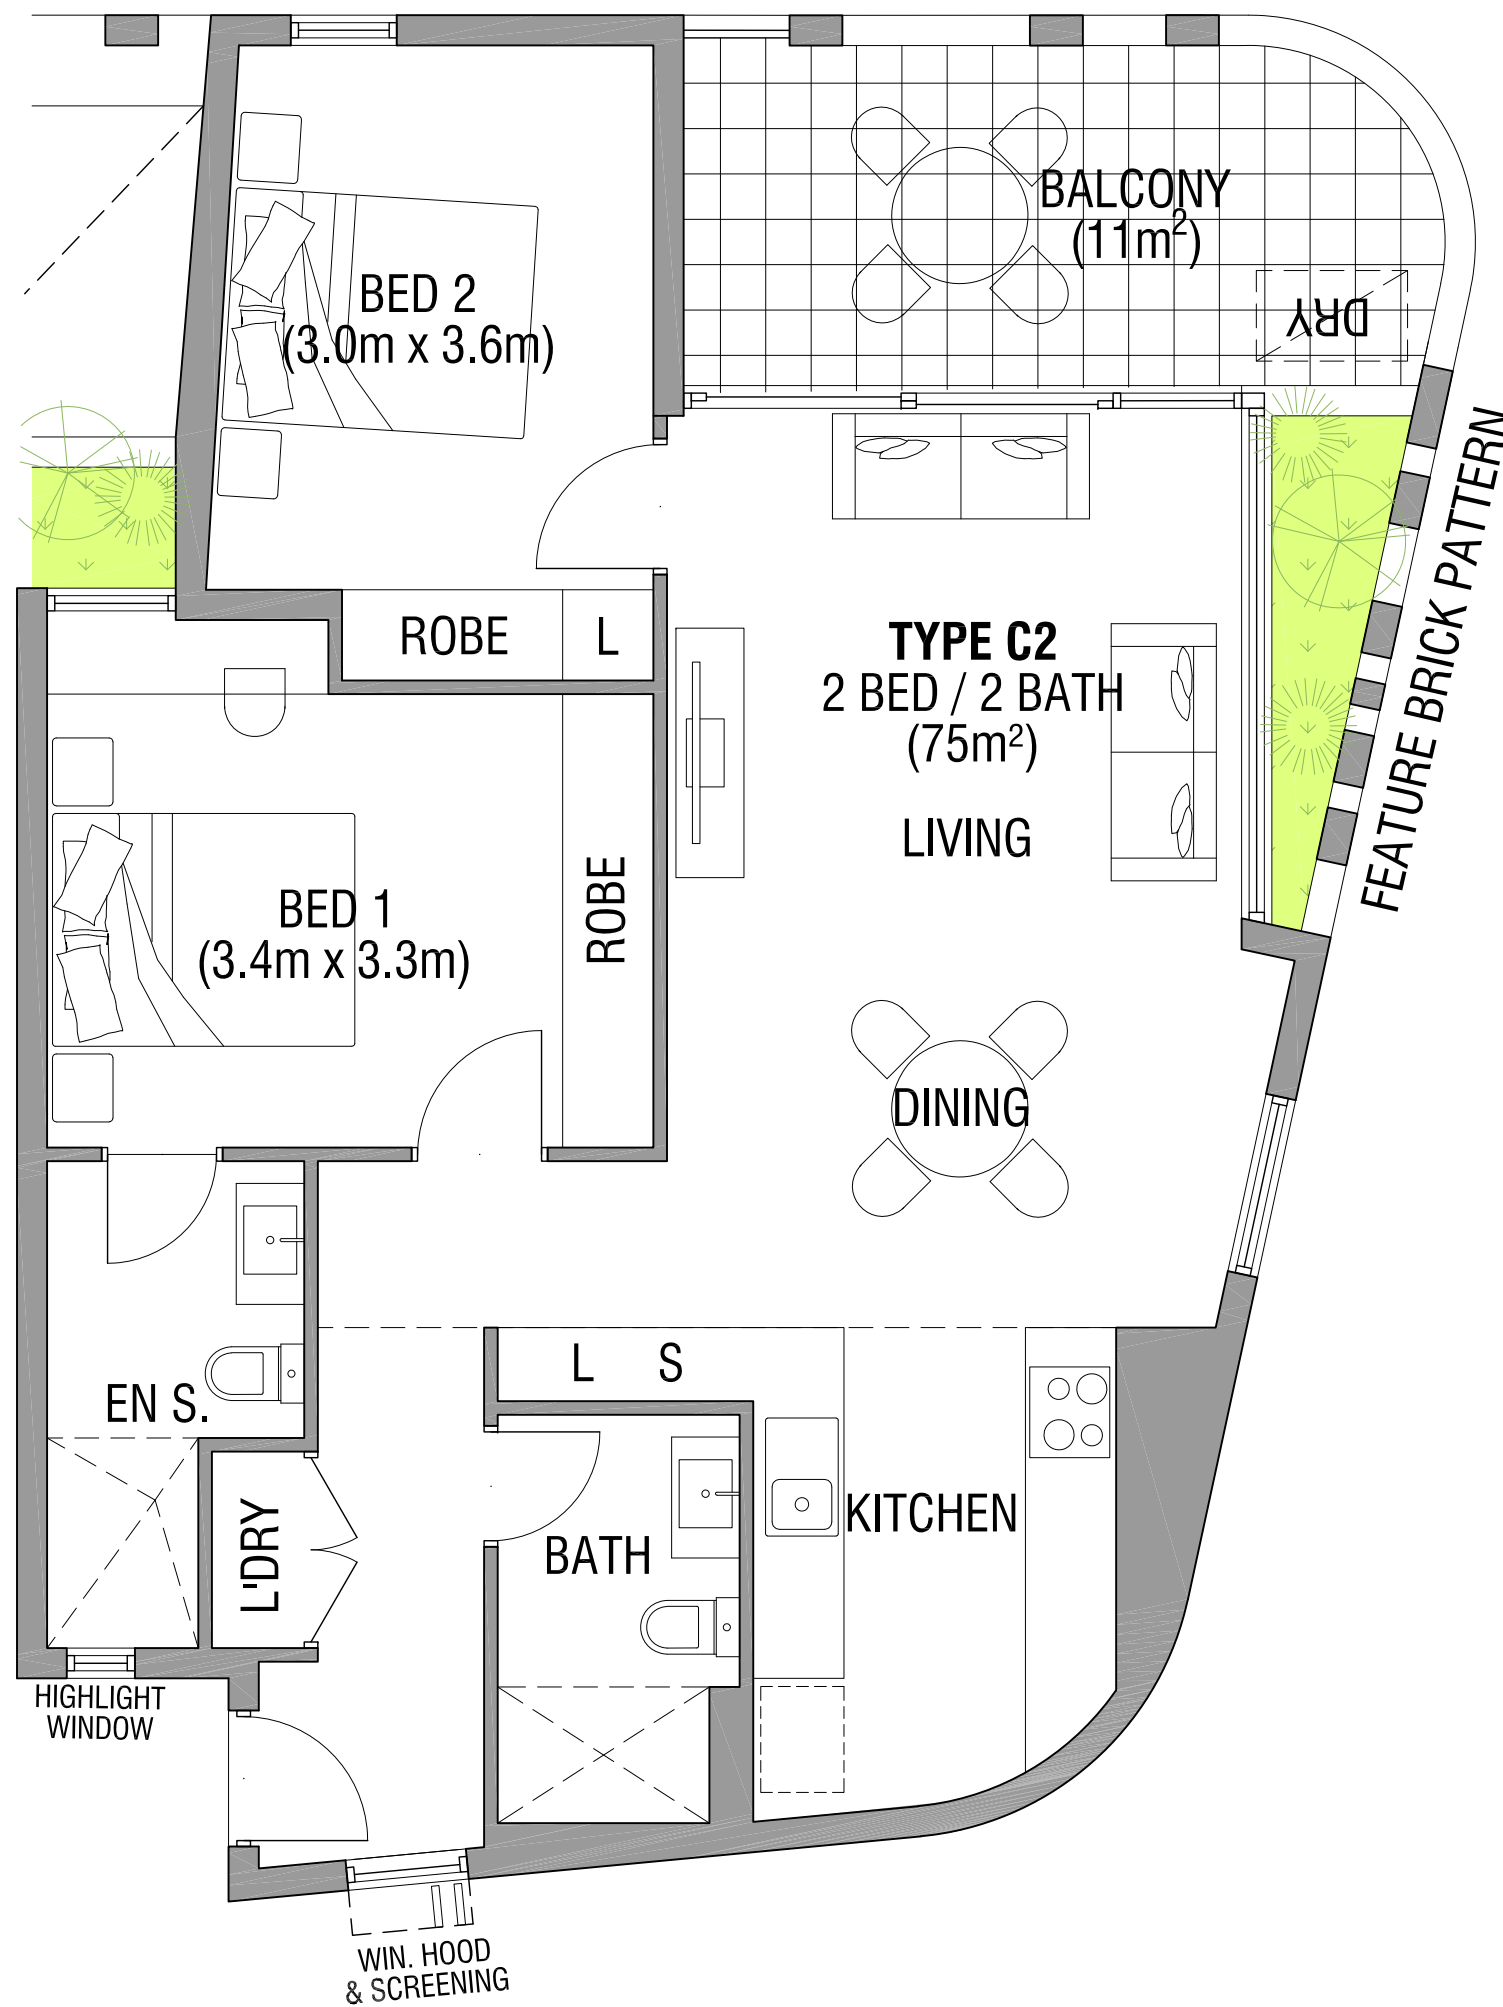 BALCONY
(11m²)
DRY
BED 2
(3.0m x 3.6m)
FEATURE BRICK PATTERN
ROBE
L
TYPE C2
2 BED / 2 BATH
(75m²)
LIVING
BED 1
(3.4m x 3.3m)
ROBE
DINING
L S
EN S.
KITCHEN
L'DRY
BATH
HIGHLIGHT
WINDOW
WIN. HOOD
& SCREENING